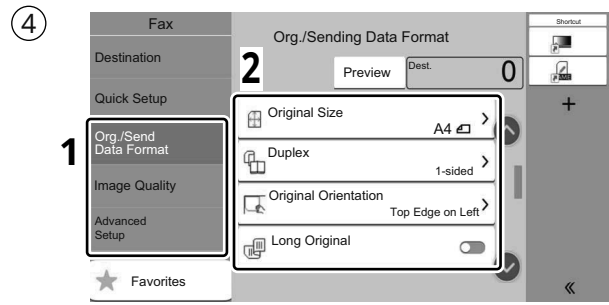 ④
Fax
Destination
Quick Setup
1
Org./Send
Data Format
Image Quality
Advanced
Setup
Favorites
Org./Sending Data Format
2
Preview
Dest.
0
Original Size
A4
Duplex
1-sided
Original Orientation
Top Edge on Left
Long Original
Shortcut
+
«